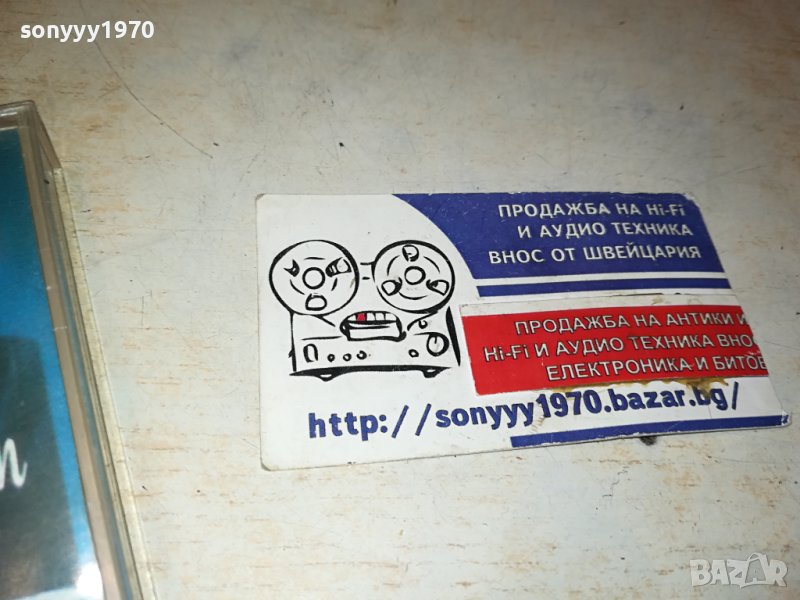 sonyyy1970
ПРОДАЖБА НА Hi-Fi
И АУДИО ТЕХНИКА
ВНОС ОТ ШВЕЙЦАРИЯ
ПРОДАЖБА НА АНТИКИ И
Hi-Fi И АУДИО ТЕХНИКА ВНОС
ЕЛЕКТРОНИКА И БИТОВ
http://sonyyy1970.bazar.bg/
BAZAR